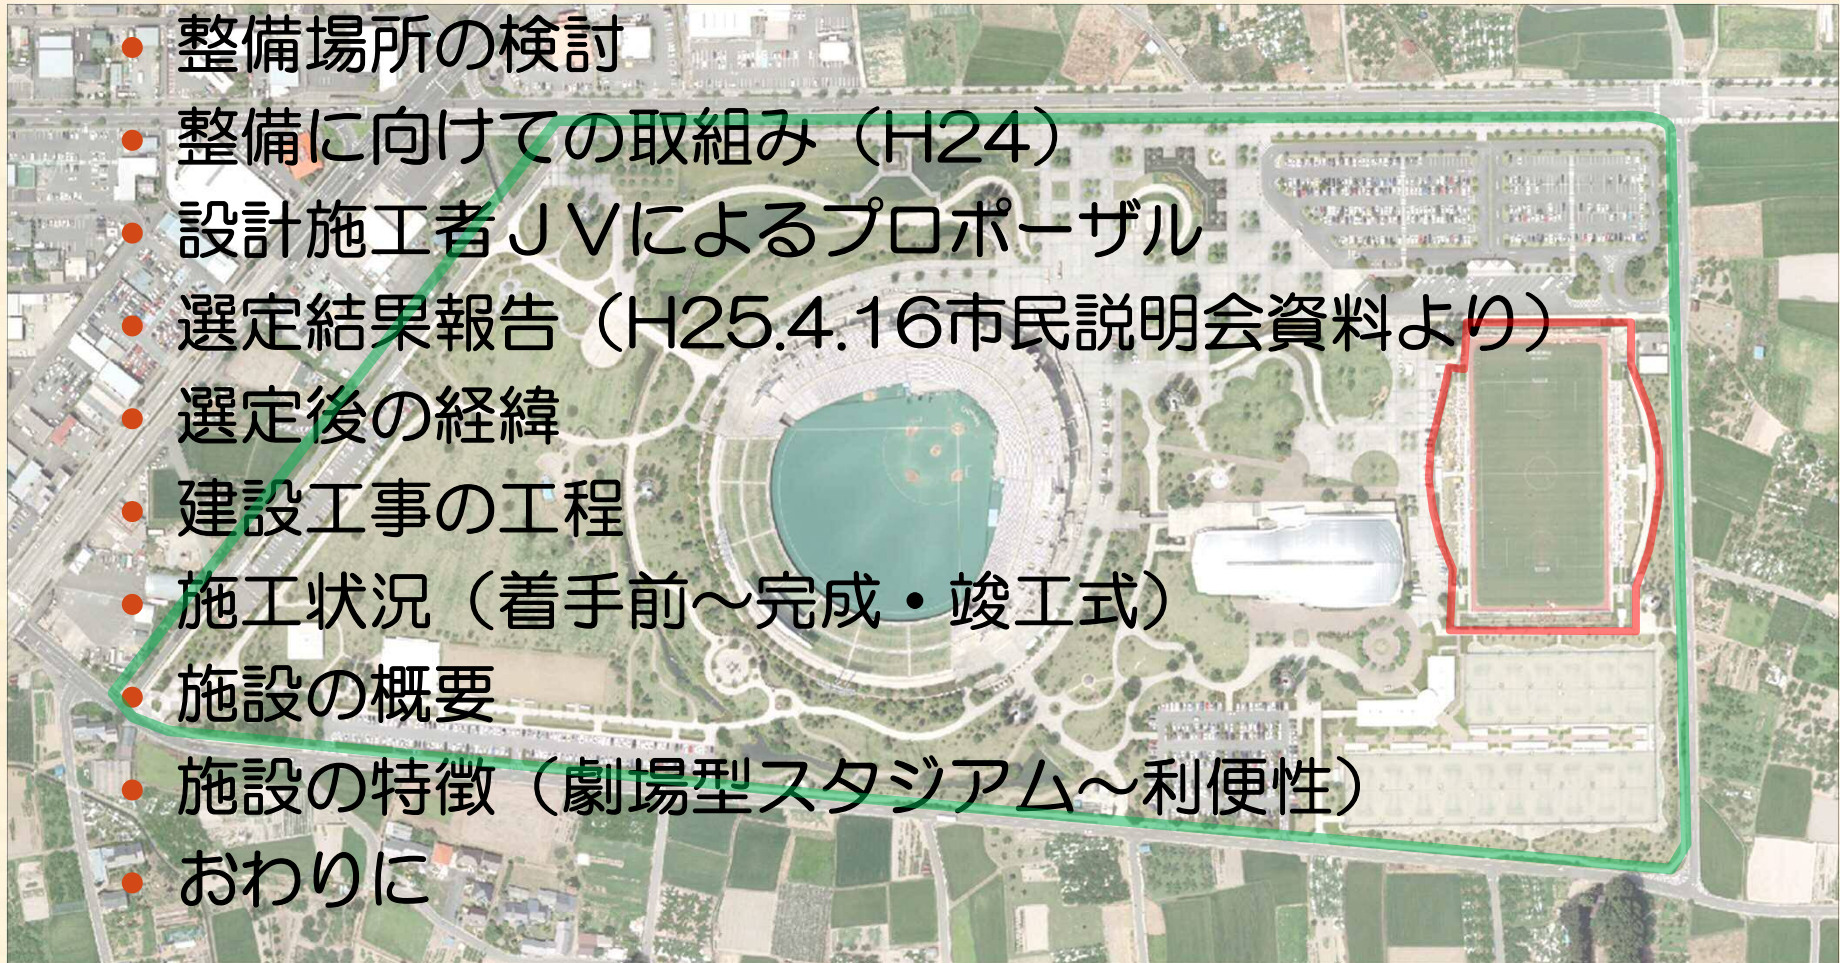 • 整備場所の検討
• 整備に向けての取組み（H24）
• 設計施工者ＪＶによるプロポーザル
• 選定結果報告（H25.4.16市民説明会資料より）
• 選定後の経緯
• 建設工事の工程
• 施工状況（着手前～完成・竣工式）
• 施設の概要
• 施設の特徴（劇場型スタジアム～利便性）
• おわりに